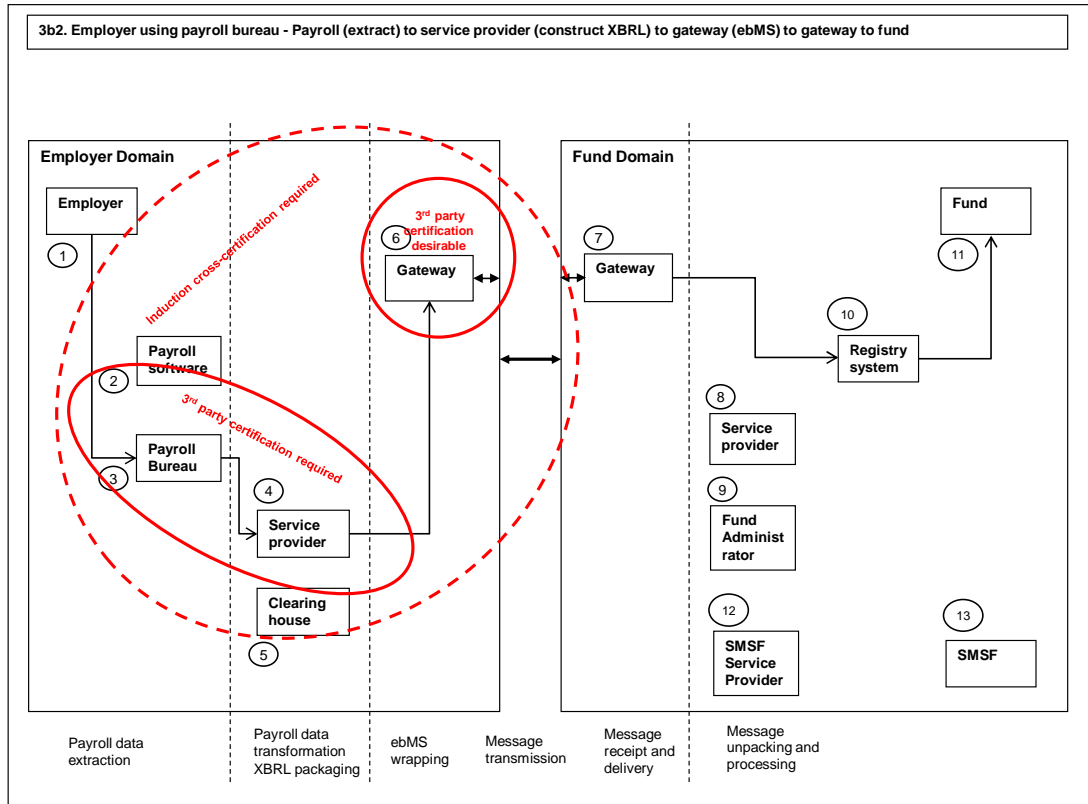 3b2. Employer using payroll bureau - Payroll (extract) to service provider (construct XBRL) to gateway (ebMS) to gateway to fund
Employer Domain
Employer
1
Induction cross-certification required
3rd party
certification
desirable
6
Gateway
Payroll
software
2
3rd party certification required
Payroll
Bureau
3
4
Service
provider
Clearing
house
5
Fund Domain
7
Gateway
Fund
11
10
Registry
system
8
Service
provider
9
Fund
Administ
rator
12
SMSF
Service
Provider
13
SMSF
Payroll data
extraction
Payroll data
transformation
XBRL packaging
ebMS
wrapping
Message
transmission
Message
receipt and
delivery
Message
unpacking and
processing